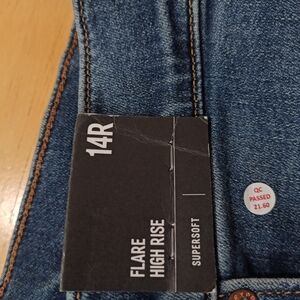 14R
FLARE
HIGH RISE
SUPERSOFT
QC
PASSED
21.60